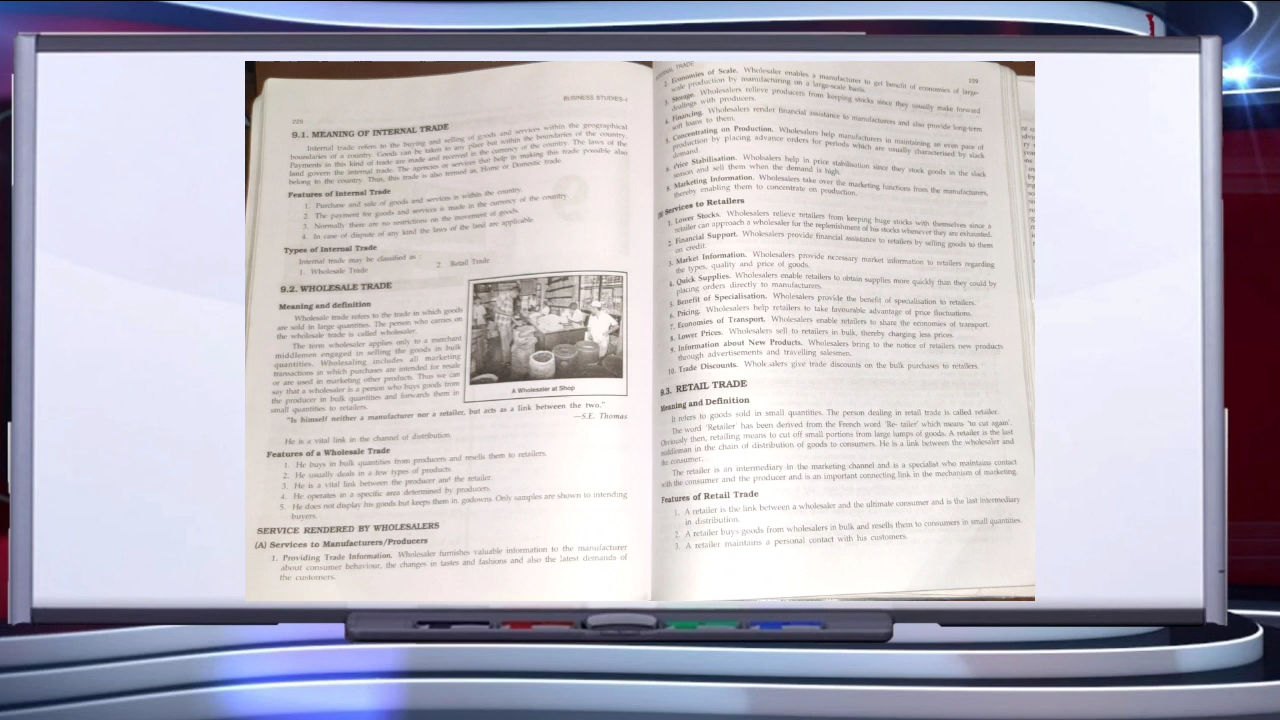 220
BUSINESS STUDIES-I
9.1. MEANING OF INTERNAL TRADE
Internal trade refers to the buying and selling of goods and services within the geographical
boundaries of a country. Goods can be taken to any place but within the boundaries of the country.
Payments in this kind of trade are made and received in the currency of the country. The laws of the
land govern the internal trade. The agencies or services that help in making this trade possible also
belong to the country. Thus, this trade is also termed as, Home or Domestic trade
Features of Internal Trade
1. Purchase and sale of goods and services is within the country.
2. The payment for goods and services is made in the currency of the country
3. Normally there are no restrictions on the movement of goods.
4. In case of dispute of any kind the laws of the land are applicable.
Types of Internal Trade
Internal trade may be classified as :
1. Wholesale Trade 2. Retail Trade
9.2. WHOLESALE TRADE
Meaning and definition
Wholesale trade refers to the trade in which goods
are sold in large quantities. The person who carries on
the wholesale trade is called wholesaler.
The term wholesaler applies only to a merchant
middlemen engaged in selling the goods in bulk
quantities. Wholesaling includes all marketing
transactions in which purchases are intended for resale
or are used in marketing other products. Thus we can
say that a wholesaler is a person who buys goods from
the producer in bulk quantities and forwards them in
small quantities to retailers.
A Wholesaler at Shop
"Is himself neither a manufacturer nor a retailer, but acts as a link between the two."
—S.E. Thomas
He is a vital link in the channel of distribution.
Features of a Wholesale Trade
1. He buys in bulk quantities from producers and resells them to retailers.
2. He usually deals in a few types of products.
3. He is a vital link between the producer and the retailer.
4. He operates in a specific area determined by producers.
5. He does not display his goods but keeps them in godowns. Only samples are shown to intending
buyers.
SERVICE RENDERED BY WHOLESALERS
(A) Services to Manufacturers/Producers
1. Providing Trade Information. Wholesaler furnishes valuable information to the manufacturer
about consumer behaviour, the changes in tastes and fashions and also the latest demands of
the customers.
TRADE
2. Economies of Scale. Wholesaler enables a manufacturer to get benefit of economies of large-
scale production by manufacturing on a large-scale basis.
3. Storage. Wholesalers relieve producers from keeping stocks since they usually make forward
dealings with producers.
4. Financing. Wholesalers render financial assistance to manufacturers and also provide long-term
soft loans to them.
5. Concentrating on Production. Wholesalers help manufacturers in maintaining an even pace of
production by placing advance orders for periods which are usually characterised by slack
demand.
Price Stabilisation. Wholsalers help in price stabilisation since they stock goods in the slack
season and sell them when the demand is high.
Marketing Information. Wholesalers take over the marketing functions from the manufacturers,
thereby enabling them to concentrate on production.
Services to Retailers
1. Lower Stocks. Wholesalers relieve retailers from keeping huge stocks with themselves since a
retailer can approach a wholesaler for the replenishment of his stocks whenever they are exhausted.
2. Financial Support. Wholesalers provide financial assistance to retailers by selling goods to them
on credit.
3. Market Information. Wholesalers provide necessary market information to retailers regarding
the types, quality and price of goods.
4. Quick Supplies. Wholesalers enable retailers to obtain supplies more quickly than they could by
placing orders directly to manufacturers.
5. Benefit of Specialisation. Wholesalers provide the benefit of specialisation to retailers.
6. Pricing. Wholesalers help retailers to take favourable advantage of price fluctuations.
7. Economies of Transport. Wholesalers enable retailers to share the economies of transport.
8. Lower Prices. Wholesalers sell to retailers in bulk, thereby charging less prices.
9. Information about New Products. Wholesalers bring to the notice of retailers new products
through advertisements and travelling salesmen.
10. Trade Discounts. Wholesalers give trade discounts on the bulk purchases to retailers.
9.3. RETAIL TRADE
Meaning and Definition
It refers to goods sold in small quantities. The person dealing in retail trade is called retailer.
The word 'Retailer' has been derived from the French word 'Re- tailer' which means 'to cut again'.
Obviously then, retailing means to cut off small portions from large lumps of goods. A retailer is the last
middleman in the chain of distribution of goods to consumers. He is a link between the wholesaler and
the consumer.
The retailer is an intermediary in the marketing channel and is a specialist who maintains contact
with the consumer and the producer and is an important connecting link in the mechanism of marketing.
Features of Retail Trade
1. A retailer is the link between a wholesaler and the ultimate consumer and is the last intermediary
in distribution.
2. A retailer buys goods from wholesalers in bulk and resells them to consumers in small quantities.
3. A retailer maintains a personal contact with his customers.